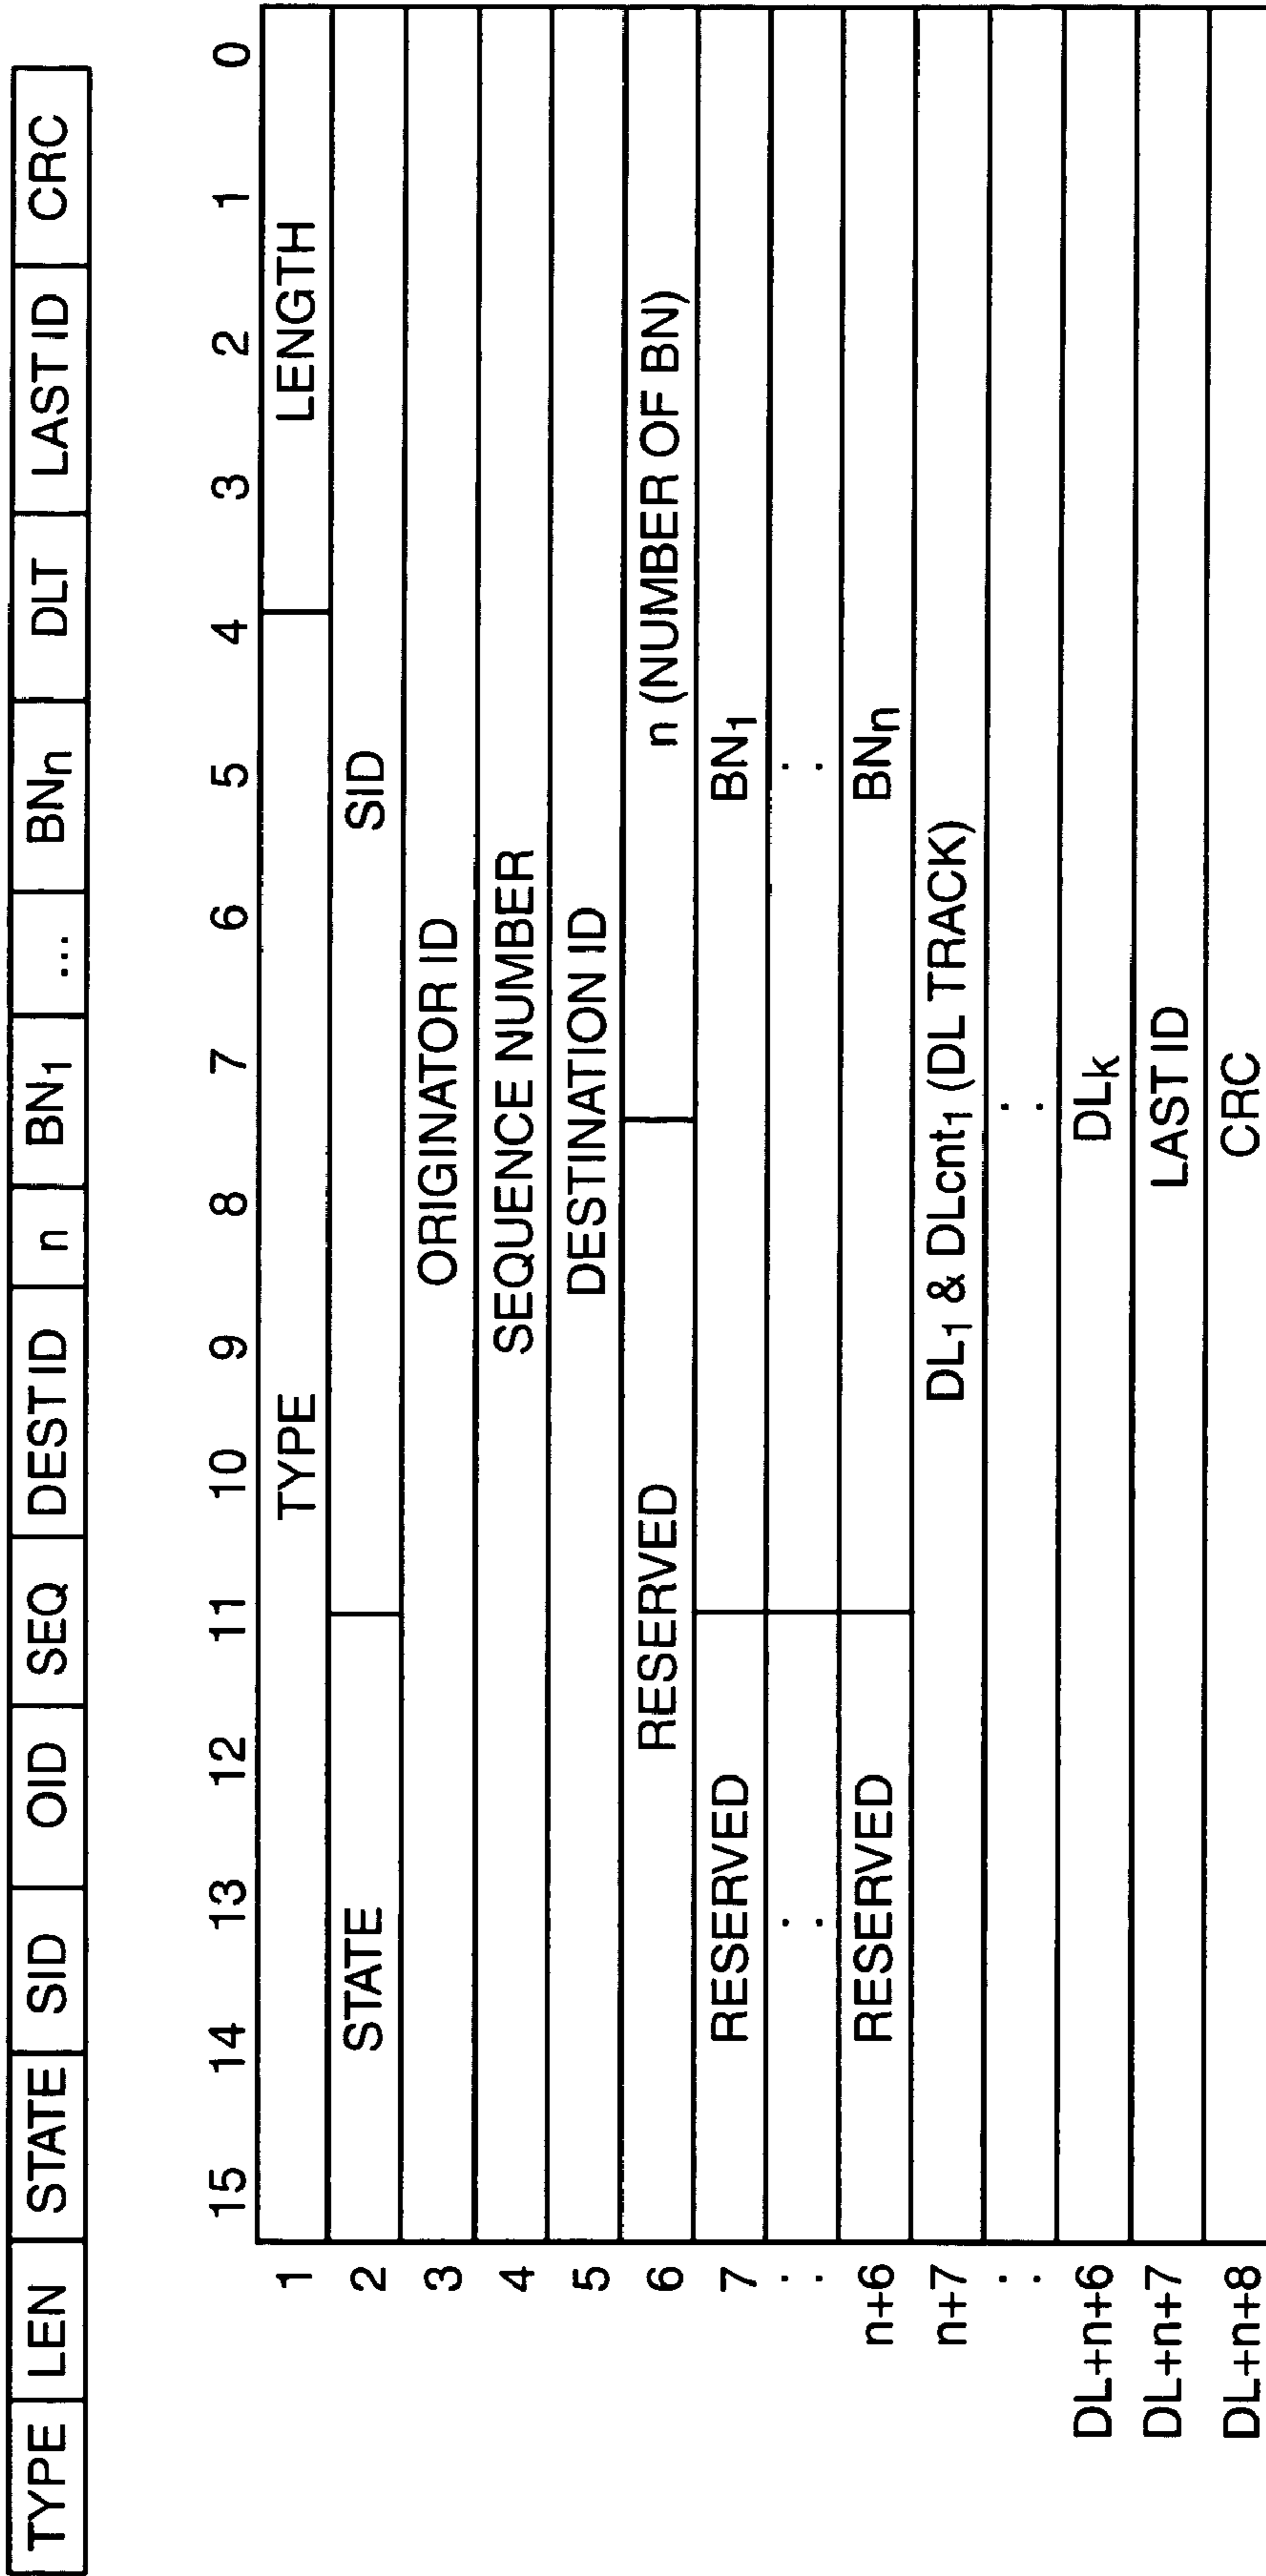 TYPE LEN STATE SID OID SEQ DEST ID n BN1 ... BNn DLT LAST ID CRC
15 14 13 12 11 10 9 8 7 6 5 4 3 2 1 0
1 TYPE LENGTH
2 STATE SID
3 ORIGINATOR ID
4 SEQUENCE NUMBER
5 DESTINATION ID
6 RESERVED n (NUMBER OF BN)
7 RESERVED BN1
: : :
n+6 RESERVED BNn
n+7 DL1 & DLcnt1 (DL TRACK)
: :
DL+n+6 DLk
DL+n+7 LAST ID
DL+n+8 CRC